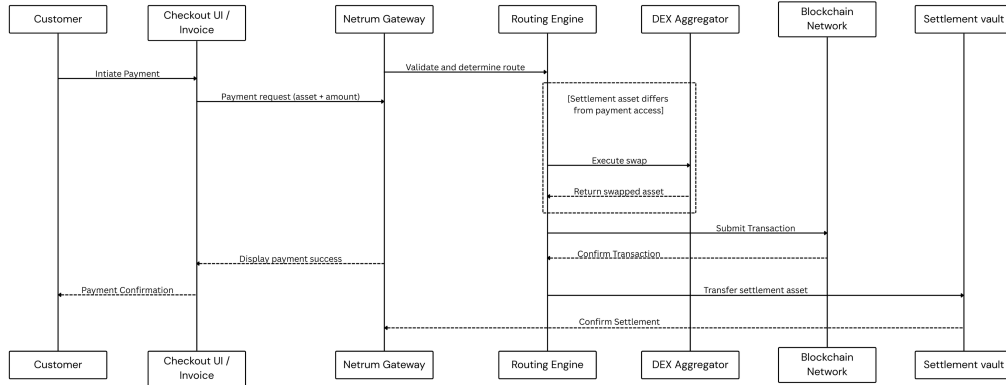 Customer
Checkout UI /
Invoice
Netrum Gateway
Routing Engine
DEX Aggregator
Blockchain
Network
Settlement vault
Validate and determine route
Intiate Payment
Payment request (asset + amount)
[Settlement asset differs
from payment access]
Execute swap
Return swapped asset
Submit Transaction
Confirm Transaction
Display payment success
Payment Confirmation
Transfer settlement asset
Confirm Settlement
Customer
Checkout UI /
Invoice
Netrum Gateway
Routing Engine
DEX Aggregator
Blockchain
Network
Settlement vault